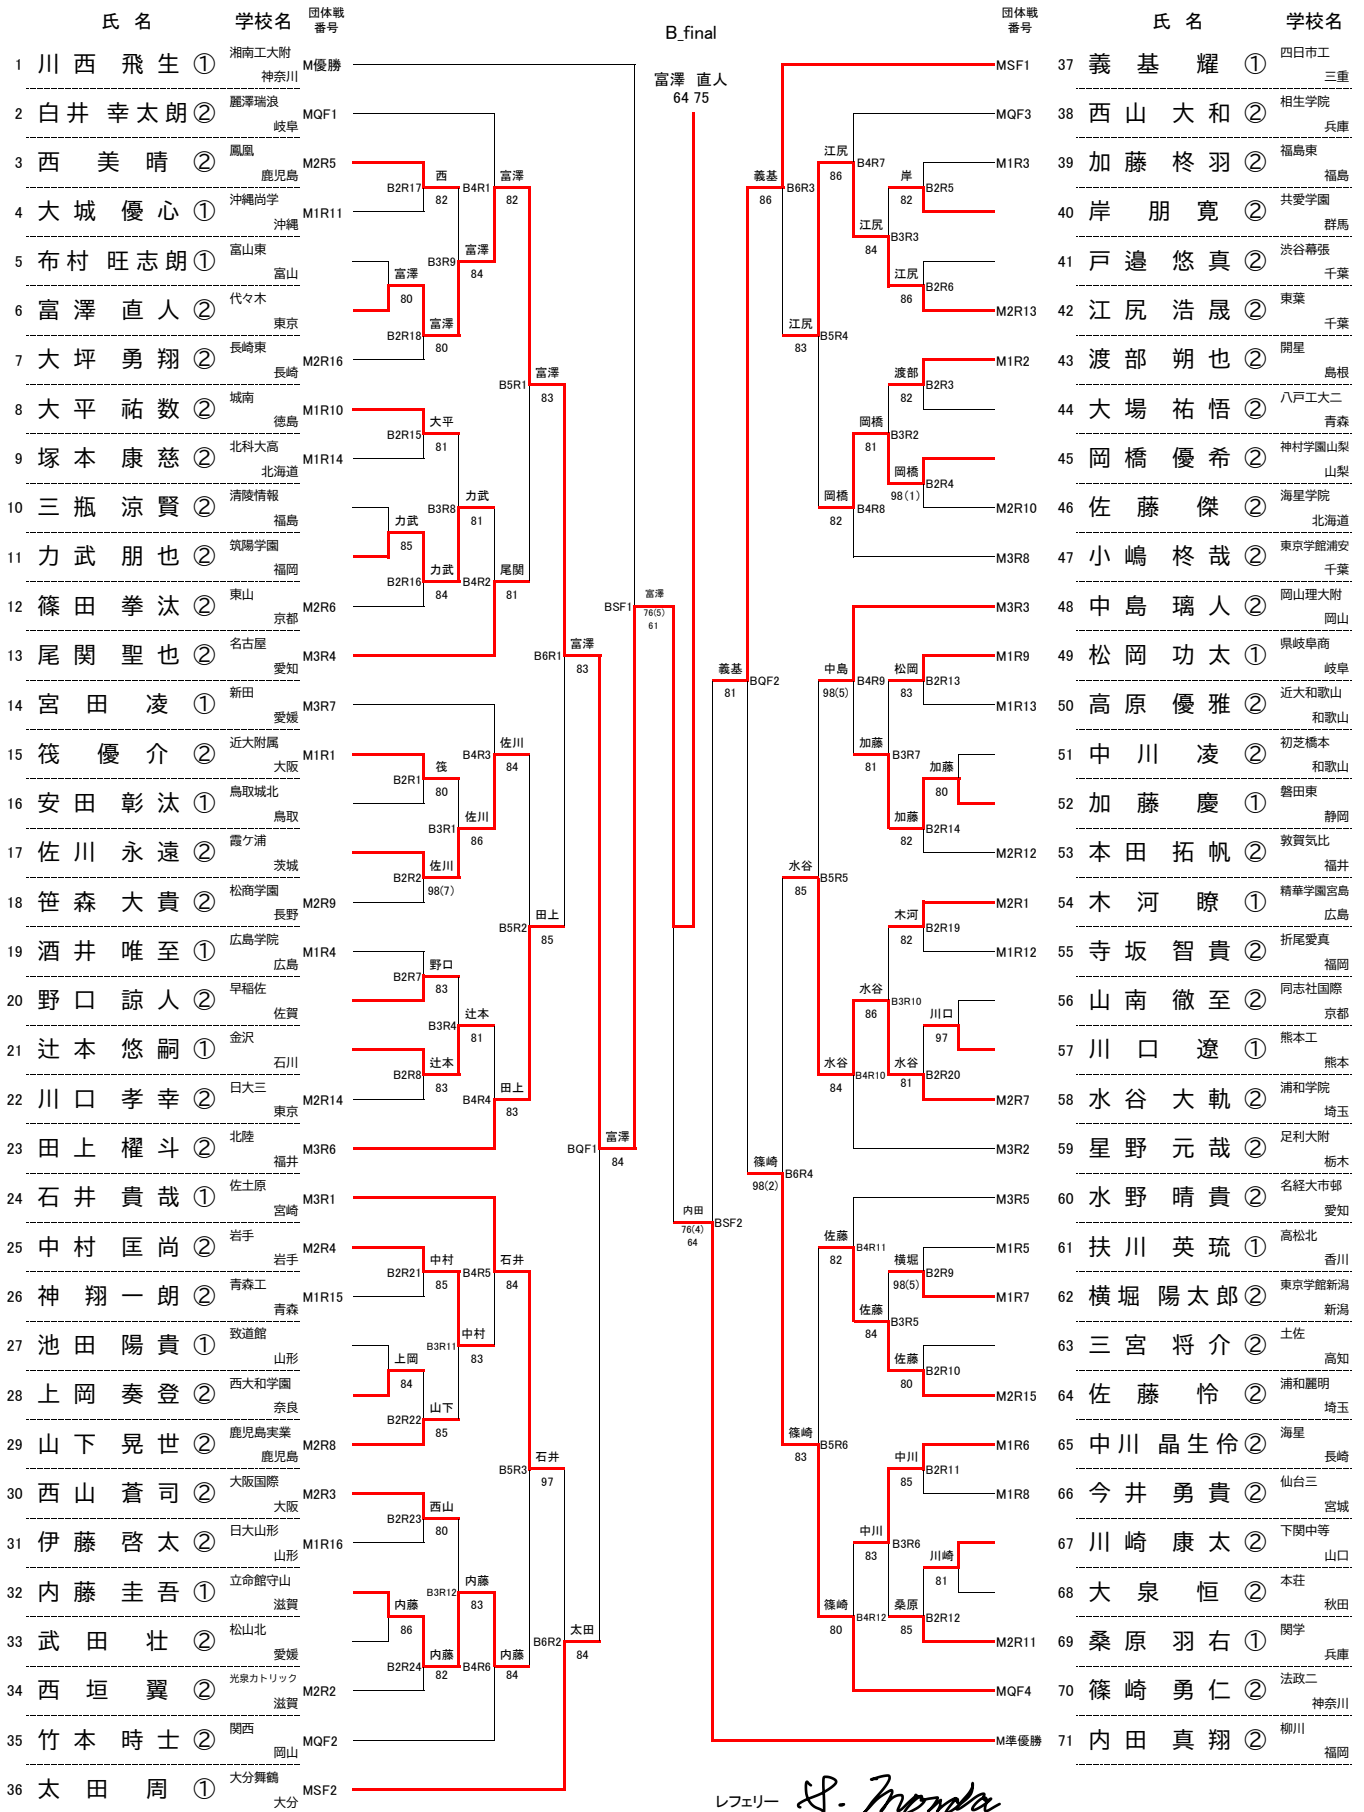 氏 名 学校名 団体戦番号
B_final
富澤 直人
64 75
1 川西 飛生 ① 湘南工大附 神奈川 M優勝
2 白井 幸太朗 ② 麗澤瑞浪 岐阜 MQF1
3 西 美晴 ② 鳳凰 鹿児島 M2R5
4 大城 優心 ① 沖縄尚学 沖縄 M1R11
5 布村 旺志朗 ① 富山東 富山
6 富澤 直人 ② 代々木 東京
7 大坪 勇翔 ② 長崎東 長崎 M2R16
8 大平 祐数 ② 城南 徳島 M1R10
9 塚本 康慈 ② 北科大高 北海道 M1R14
10 三瓶 涼賢 ② 清陵情報 福島
11 力武 朋也 ② 筑陽学園 福岡
12 篠田 拳汰 ② 東山 京都 M2R6
13 尾関 聖也 ② 名古屋 愛知 M3R4
14 宮田 凌 ① 新田 愛媛 M3R7
15 筏 優介 ② 近大附属 大阪 M1R1
16 安田 彰汰 ① 鳥取城北 鳥取
17 佐川 永遠 ② 霞ケ浦 茨城
18 笹森 大貴 ② 松商学園 長野 M2R9
19 酒井 唯至 ① 広島学院 広島 M1R4
20 野口 諒人 ② 早稲佐 佐賀
21 辻本 悠嗣 ① 金沢 石川
22 川口 孝幸 ② 日大三 東京 M2R14
23 田上 櫂斗 ② 北陸 福井 M3R6
24 石井 貴哉 ① 佐土原 宮崎 M3R1
25 中村 匡尚 ② 岩手 岩手 M2R4
26 神 翔一朗 ② 青森工 青森 M1R15
27 池田 陽貴 ① 致道館 山形
28 上岡 奏登 ② 西大和学園 奈良
29 山下 晃世 ② 鹿児島実業 鹿児島 M2R8
30 西山 蒼司 ② 大阪国際 大阪 M2R3
31 伊藤 啓太 ② 日大山形 山形 M1R16
32 内藤 圭吾 ① 立命館守山 滋賀
33 武田 壮 ② 松山北 愛媛
34 西垣 翼 ② 光泉カトリック 滋賀 M2R2
35 竹本 時士 ② 関西 岡山 MQF2
36 太田 周 ① 大分舞鶴 大分 MSF2
B2R17 西 82
富澤 80
B2R18 富澤 80
B3R9 富澤 84
B4R1 富澤 82
B2R15 大平 81
力武 85
B2R16 力武 84
B3R8 力武 81
B4R2 尾関 81
B5R1 富澤 83
B2R1 筏 80
B2R2 佐川 98(7)
B3R1 佐川 86
B4R3 佐川 84
B2R7 野口 83
B2R8 辻本 83
B3R4 辻本 81
B4R4 田上 83
B5R2 田上 85
B6R1 富澤 83
B2R21 中村 85
上岡 84
B2R22 山下 85
B3R11 中村 83
B4R5 石井 84
B2R23 西山 80
内藤 86
B2R24 内藤 82
B3R12 内藤 83
B4R6 内藤 84
B5R3 石井 97
B6R2 太田 84
BQF1 富澤 84
BSF1 富澤 76(5) 61
団体戦番号 氏 名 学校名
MSF1 37 義基 耀 ① 四日市工 三重
MQF3 38 西山 大和 ② 相生学院 兵庫
M1R3 39 加藤 柊羽 ② 福島東 福島
40 岸 朋寛 ② 共愛学園 群馬
41 戸邉 悠真 ② 渋谷幕張 千葉
M2R13 42 江尻 浩晟 ② 東葉 千葉
M1R2 43 渡部 朔也 ② 開星 島根
44 大場 祐悟 ② 八戸工大二 青森
45 岡橋 優希 ② 神村学園山梨 山梨
M2R10 46 佐藤 傑 ② 海星学院 北海道
M3R8 47 小嶋 柊哉 ② 東京学館浦安 千葉
M3R3 48 中島 璃人 ② 岡山理大附 岡山
M1R9 49 松岡 功太 ① 県岐阜商 岐阜
M1R13 50 高原 優雅 ② 近大和歌山 和歌山
51 中川 凌 ② 初芝橋本 和歌山
52 加藤 慶 ① 磐田東 静岡
M2R12 53 本田 拓帆 ② 敦賀気比 福井
M2R1 54 木河 瞭 ① 精華学園宮島 広島
M1R12 55 寺坂 智貴 ② 折尾愛真 福岡
56 山南 徹至 ② 同志社国際 京都
57 川口 遼 ① 熊本工 熊本
M2R7 58 水谷 大軌 ② 浦和学院 埼玉
M3R2 59 星野 元哉 ② 足利大附 栃木
M3R5 60 水野 晴貴 ② 名経大市邨 愛知
M1R5 61 扶川 英琉 ① 高松北 香川
M1R7 62 横堀 陽太郎 ② 東京学館新潟 新潟
63 三宮 将介 ② 土佐 高知
M2R15 64 佐藤 怜 ② 浦和麗明 埼玉
M1R6 65 中川 晶生伶 ② 海星 長崎
M1R8 66 今井 勇貴 ② 仙台三 宮城
67 川崎 康太 ② 下関中等 山口
68 大泉 恒 ② 本荘 秋田
M2R11 69 桑原 羽右 ① 関学 兵庫
MQF4 70 篠崎 勇仁 ② 法政二 神奈川
M準優勝 71 内田 真翔 ② 柳川 福岡
岸 82 B2R5
江尻 86 B2R6
江尻 84 B3R3
江尻 86 B4R7
渡部 82 B2R3
岡橋 98(1) B2R4
岡橋 81 B3R2
岡橋 82 B4R8
江尻 83 B5R4
義基 86 B6R3
松岡 83 B2R13
加藤 80
加藤 82 B2R14
加藤 81 B3R7
中島 98(5) B4R9
木河 82 B2R19
川口 97
水谷 81 B2R20
水谷 86 B3R10
水谷 84 B4R10
水谷 85 B5R5
義基 81 BQF2
横堀 98(5) B2R9
佐藤 80 B2R10
佐藤 84 B3R5
佐藤 82 B4R11
中川 85 B2R11
川崎 81
桑原 85 B2R12
中川 83 B3R6
篠崎 80 B4R12
篠崎 83 B5R6
篠崎 98(2) B6R4
内田 76(4) 64 BSF2
レフェリー